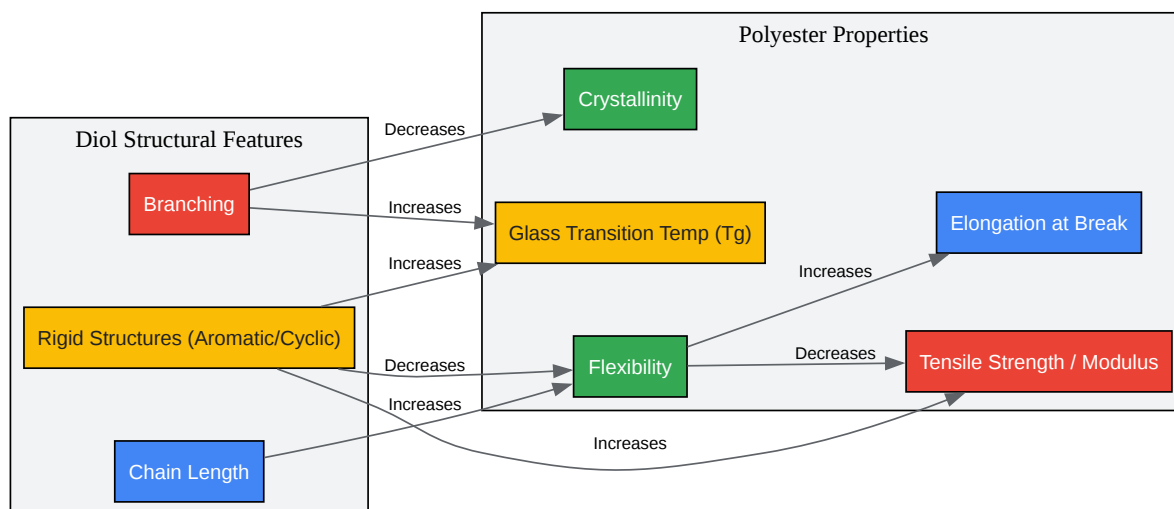 Polyester Properties
Crystallinity
Decreases
Diol Structural Features
Branching
Increases
Glass Transition Temp (Tg)
Elongation at Break
Increases
Increases
Rigid Structures (Aromatic/Cyclic)
Decreases
Flexibility
Decreases
Tensile Strength / Modulus
Increases
Increases
Chain Length